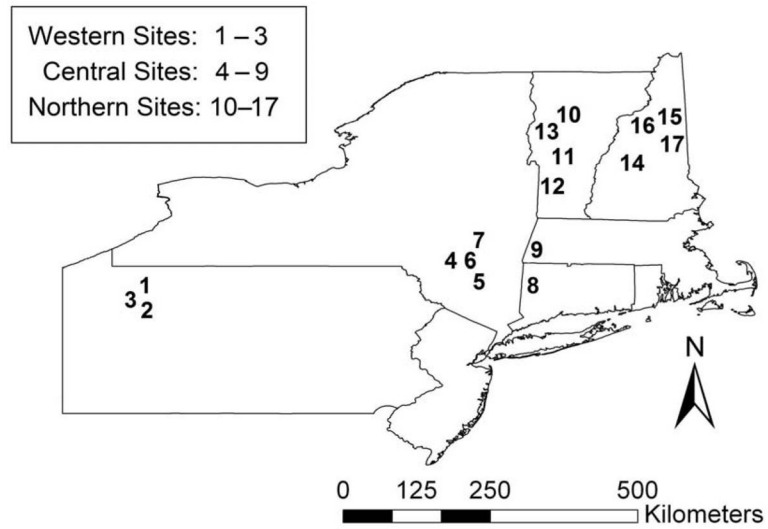 Western Sites: 1 – 3
Central Sites: 4 – 9
Northern Sites: 10–17
10
15
16
13
17
11
14
12
7
9
4 6
5
8
1
3
2
N
0 125 250 500
Kilometers